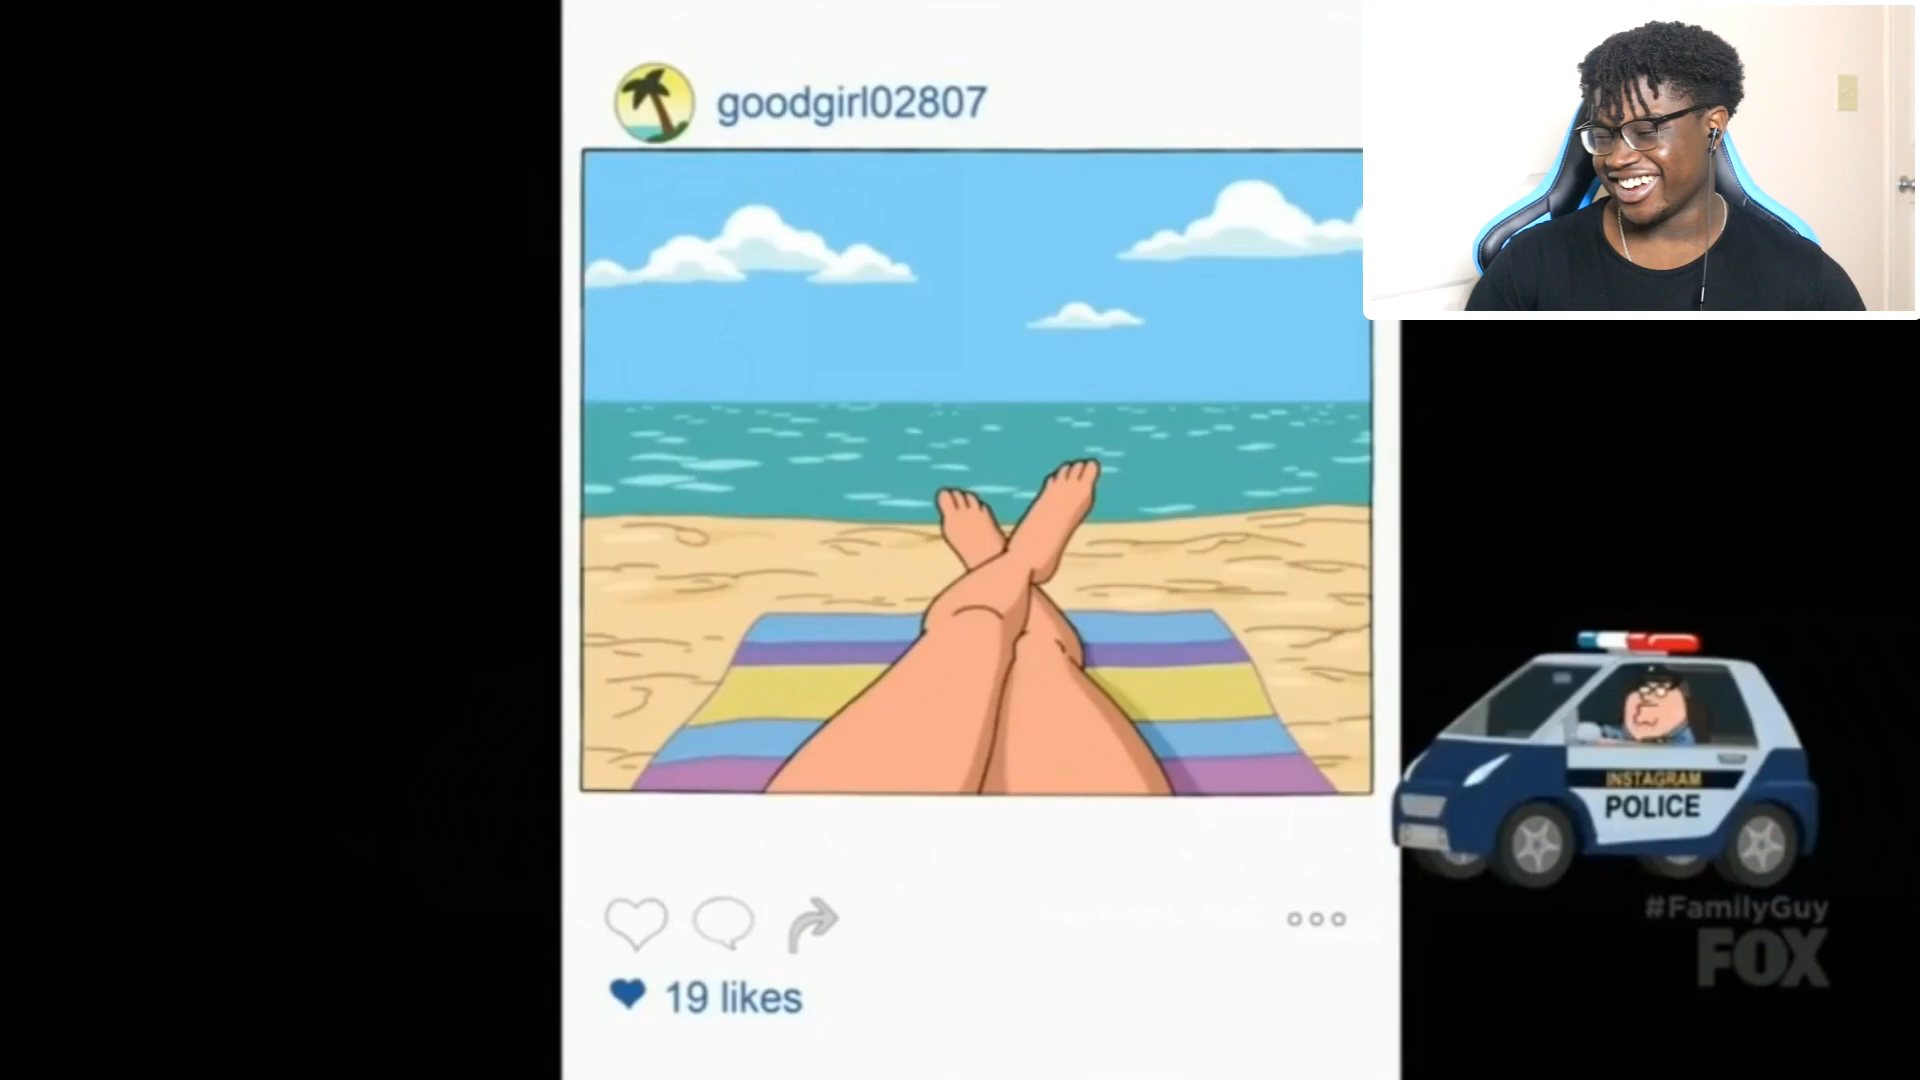 goodgirl02807
INSTAGRAM
POLICE
#FamilyGuy
FOX
19 likes